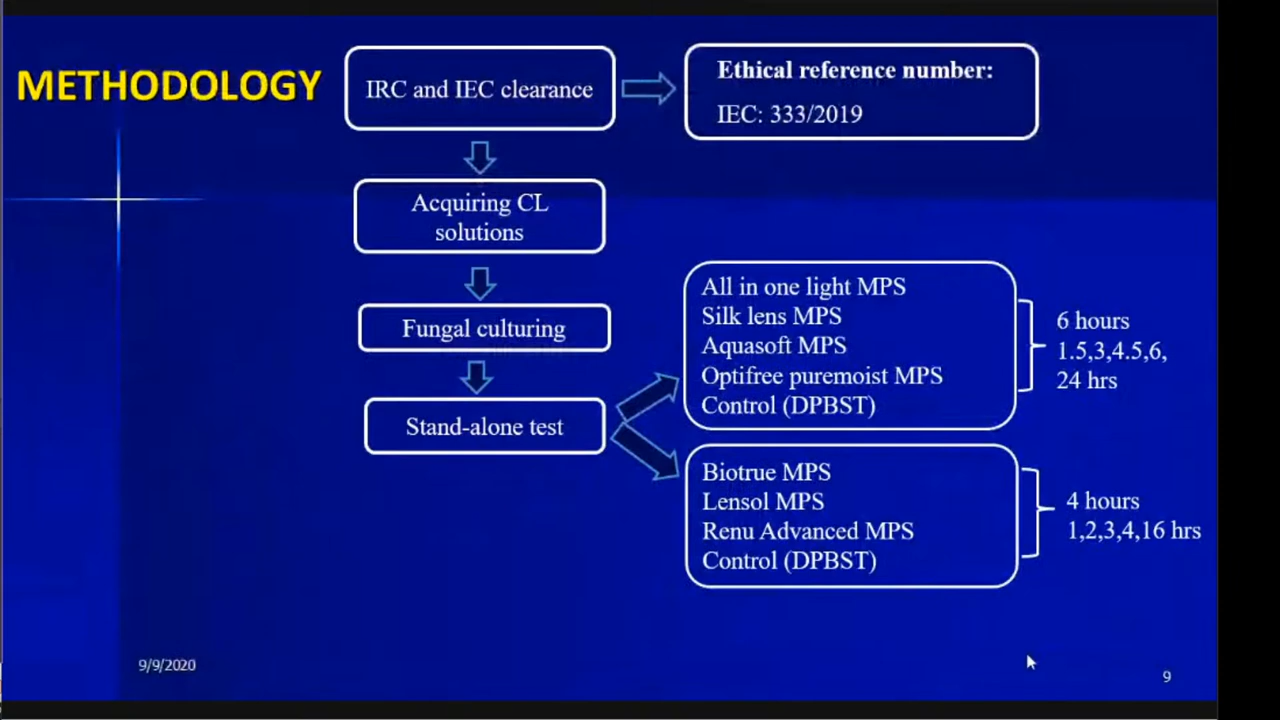 METHODOLOGY
IRC and IEC clearance
Ethical reference number:
IEC: 333/2019
Acquiring CL
solutions
Fungal culturing
Stand-alone test
All in one light MPS
Silk lens MPS
Aquasoft MPS
Optifree puremoist MPS
Control (DPBST)
6 hours
1.5,3,4.5,6,
24 hrs
Biotrue MPS
Lensol MPS
Renu Advanced MPS
Control (DPBST)
4 hours
1,2,3,4,16 hrs
9/9/2020
9